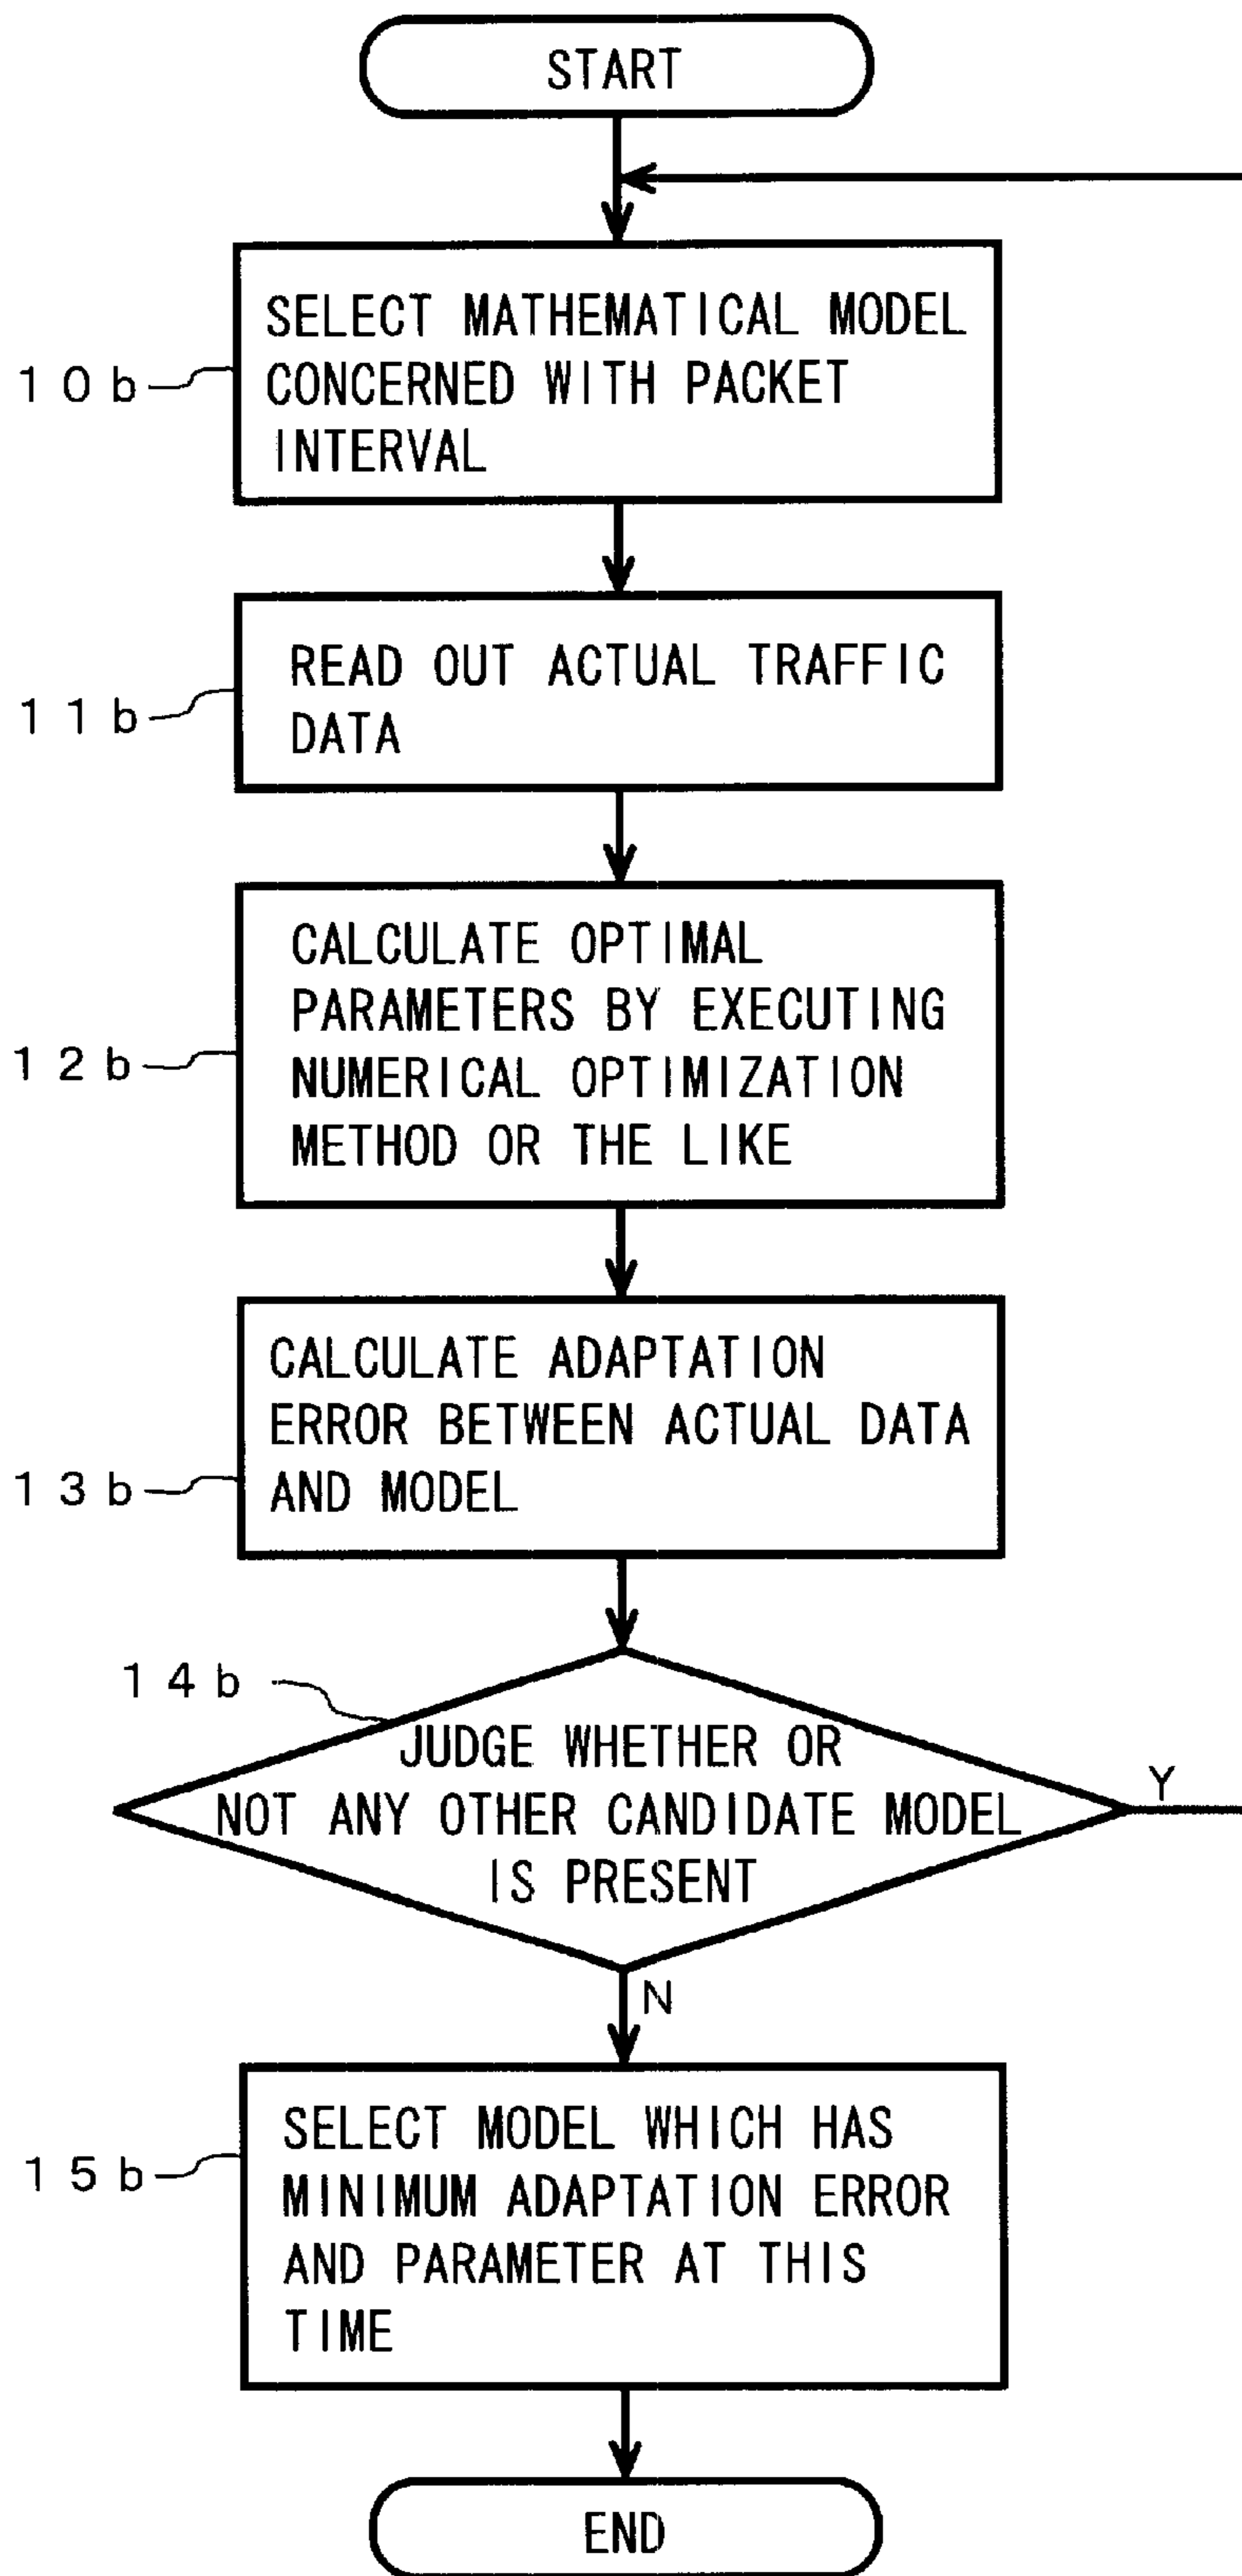 START
SELECT MATHEMATICAL MODEL
CONCERNED WITH PACKET
INTERVAL
10b
READ OUT ACTUAL TRAFFIC
DATA
11b
CALCULATE OPTIMAL
PARAMETERS BY EXECUTING
NUMERICAL OPTIMIZATION
METHOD OR THE LIKE
12b
CALCULATE ADAPTATION
ERROR BETWEEN ACTUAL DATA
AND MODEL
13b
14b
JUDGE WHETHER OR
NOT ANY OTHER CANDIDATE MODEL
IS PRESENT
Y
N
SELECT MODEL WHICH HAS
MINIMUM ADAPTATION ERROR
AND PARAMETER AT THIS
TIME
15b
END